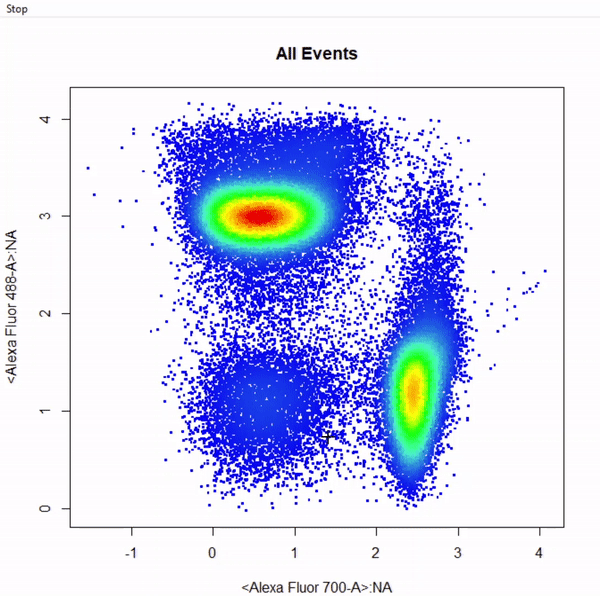 Stop
All Events
4
3
2
1
0
<Alexa Fluor 488-A>:NA
-1 0 1 2 3 4
<Alexa Fluor 700-A>:NA